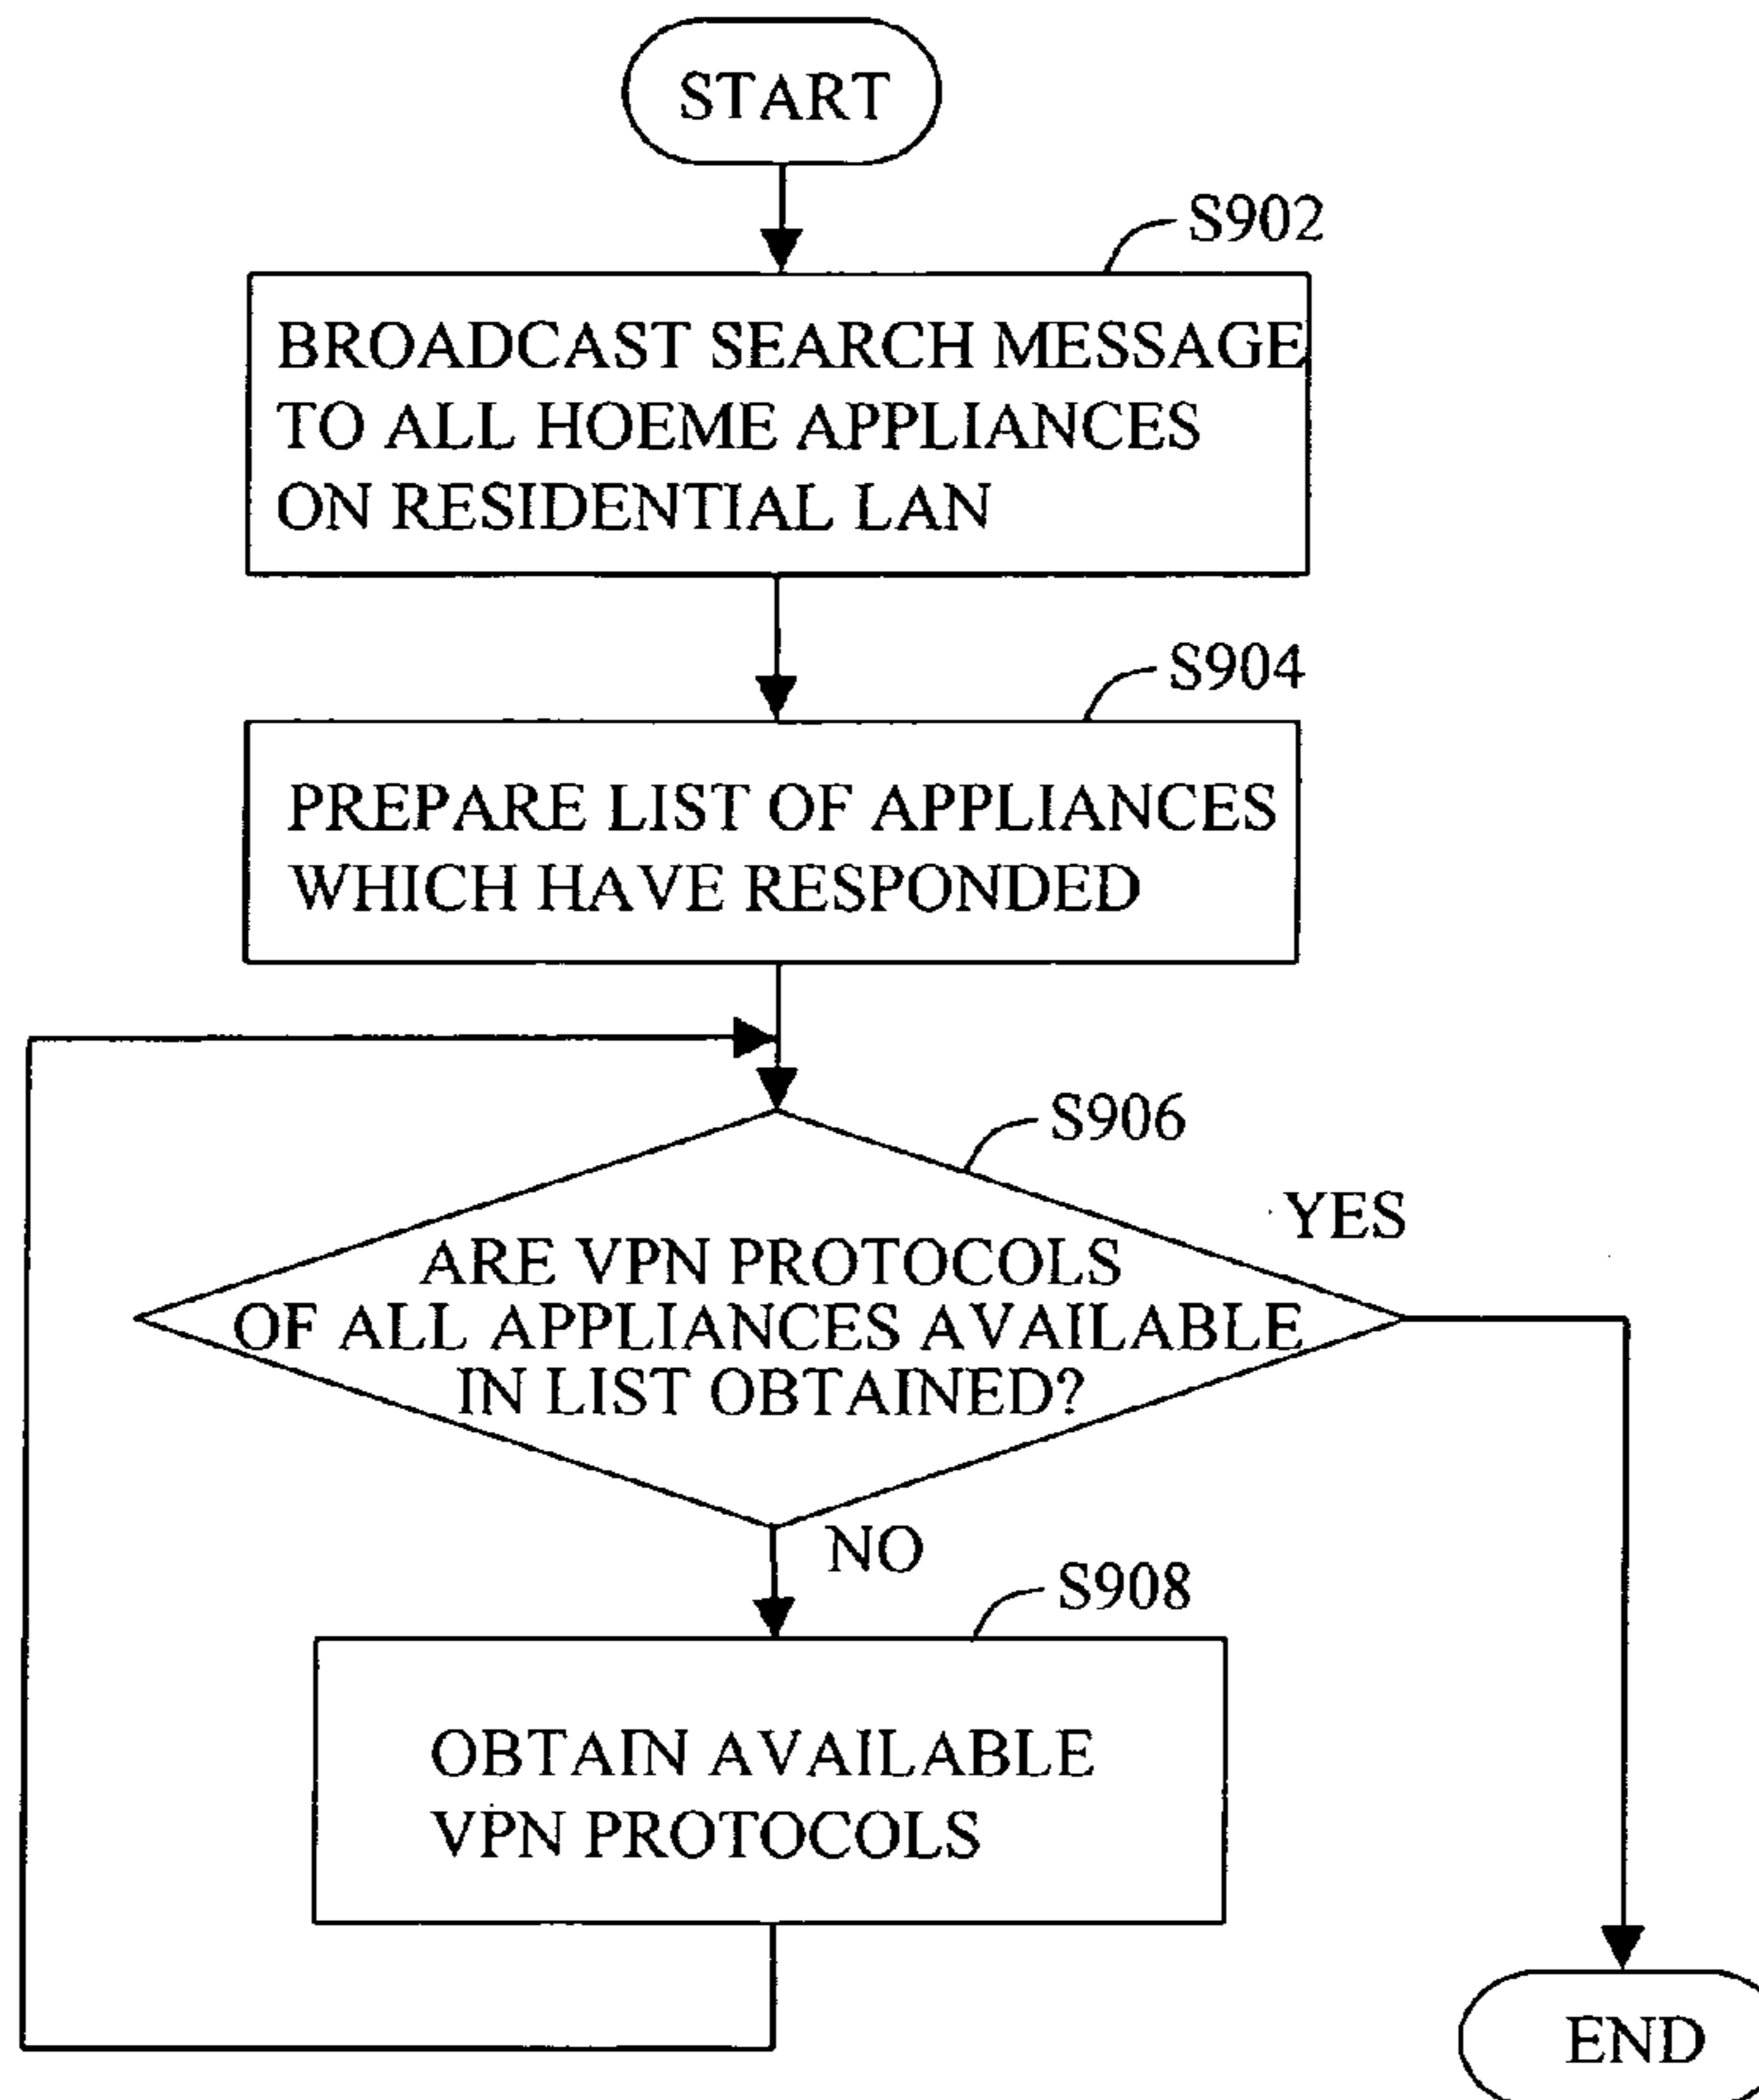 START
S902
BROADCAST SEARCH MESSAGE
TO ALL HOEME APPLIANCES
ON RESIDENTIAL LAN
S904
PREPARE LIST OF APPLIANCES
WHICH HAVE RESPONDED
S906
YES
ARE VPN PROTOCOLS
OF ALL APPLIANCES AVAILABLE
IN LIST OBTAINED?
NO
S908
OBTAIN AVAILABLE
VPN PROTOCOLS
END